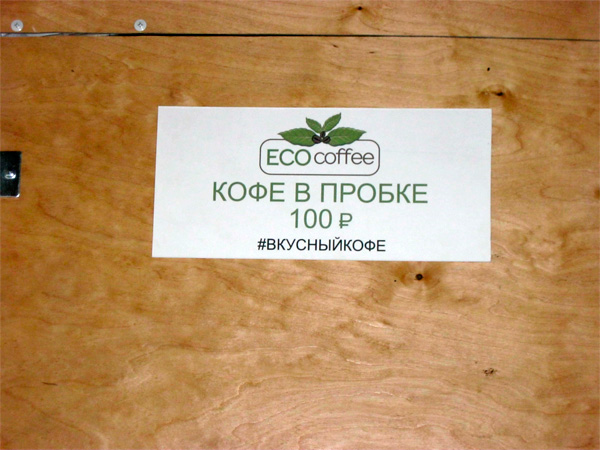 ECO coffee
КОФЕ В ПРОБКЕ
100 ₽
#ВКУСНЫЙКОФЕ